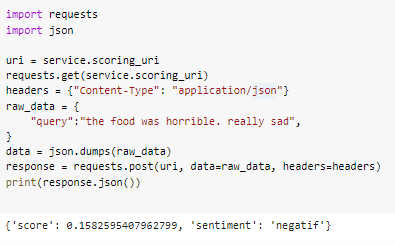 import requests
import json
uri = service.scoring_uri
requests.get(service.scoring_uri)
headers = {"Content-Type": "application/json"}
raw_data = {
    "query":"the food was horrible. really sad",
}
data = json.dumps(raw_data)
response = requests.post(uri, data=raw_data, headers=headers)
print(response.json())
{'score': 0.1582595407962799, 'sentiment': 'negatif'}